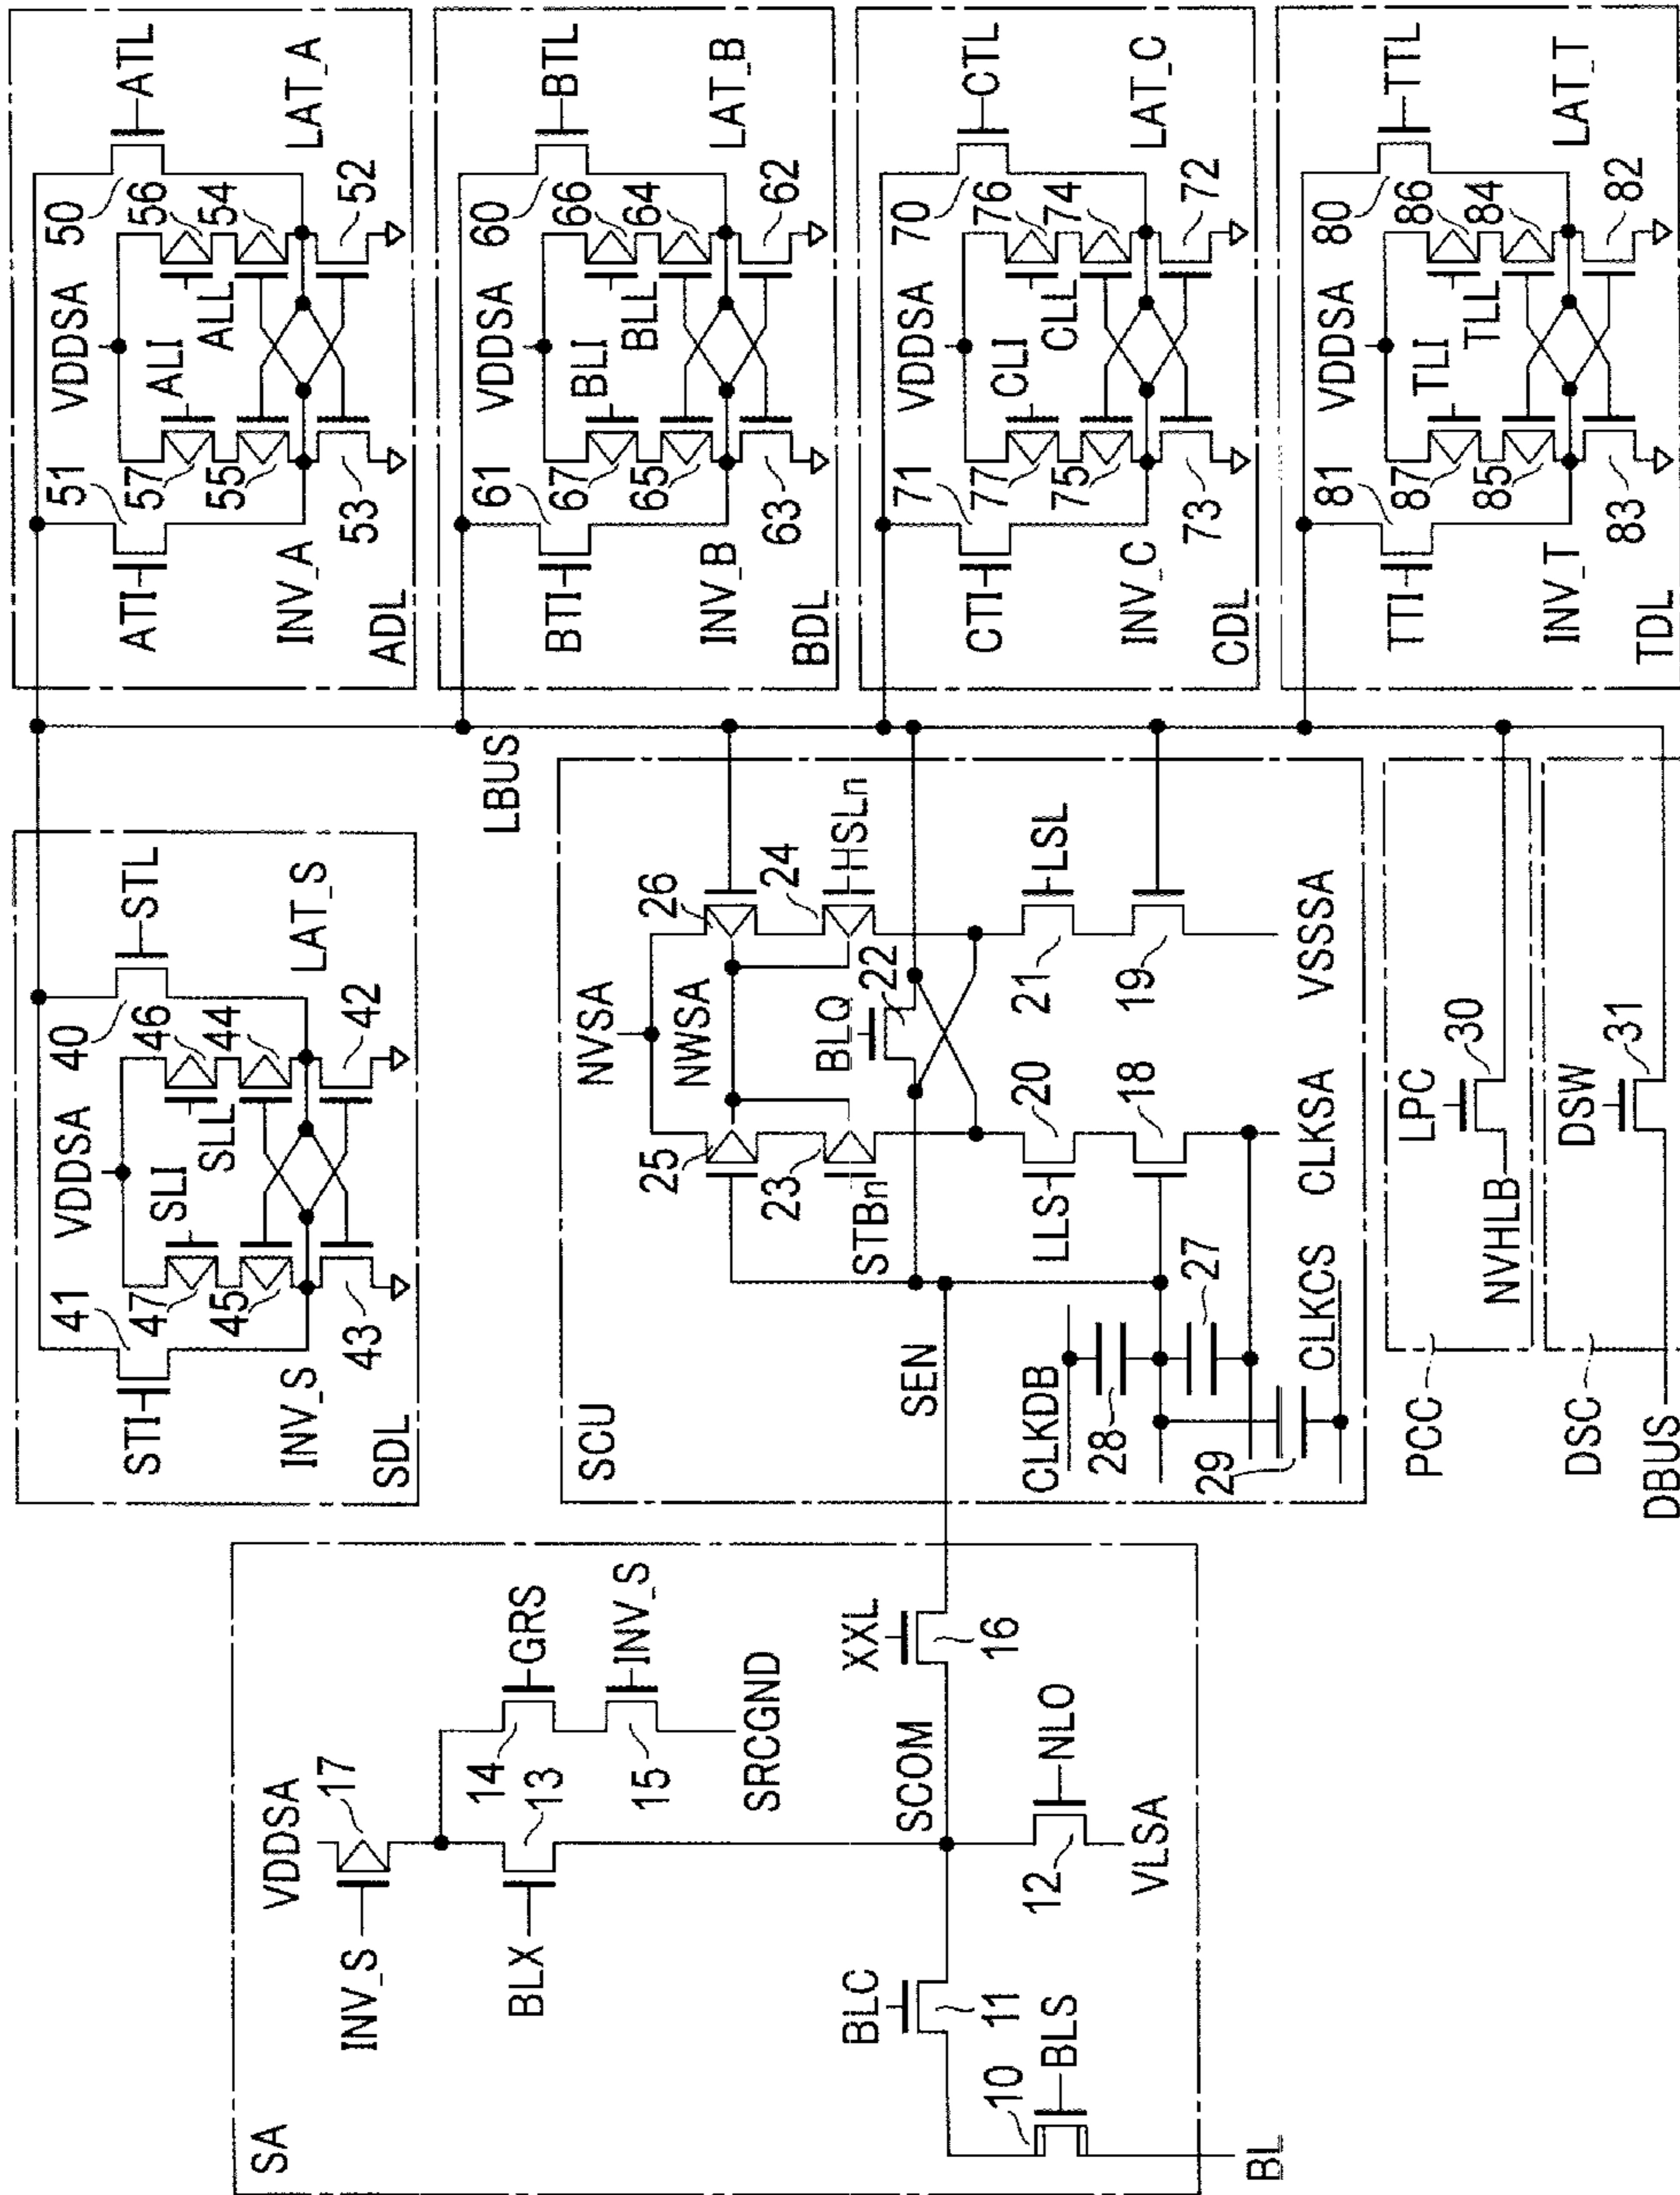 ATL
LAT_A
50
56
54
52
VDDSA
ALI
ALL
51
57
55
53
ATI
INV_A
ADL
BTL
LAT_B
60
66
64
62
VDDSA
BLI
BLL
61
67
65
63
BTI
INV_B
BDL
CTL
LAT_C
70
76
74
72
VDDSA
CLI
CLL
71
77
75
73
CTI
INV_C
CDL
TTL
LAT_T
80
86
84
82
VDDSA
TLI
TLL
81
87
85
83
TTI
INV_T
TDL
LBUS
STL
LAT_S
40
46
44
42
VDDSA
SLI
SLL
41
47
45
43
STI
INV_S
SDL
26
24
HSLn
LSL
NVSA
NWSA
BLQ
22
21
19
VSSSA
25
23
STBn
20
18
LLS
CLKSA
SEN
CLKDB
28
27
29
CLKCS
SCU
LPC
30
NVHLB
PCC
DSW
31
DSC
DBUS
VDDSA
17
INV_S
14
GRS
13
BLX
15
INV_S
SRCGND
XXL
16
SCOM
NLO
12
VLSA
BLC
11
10
BLS
BL
SA